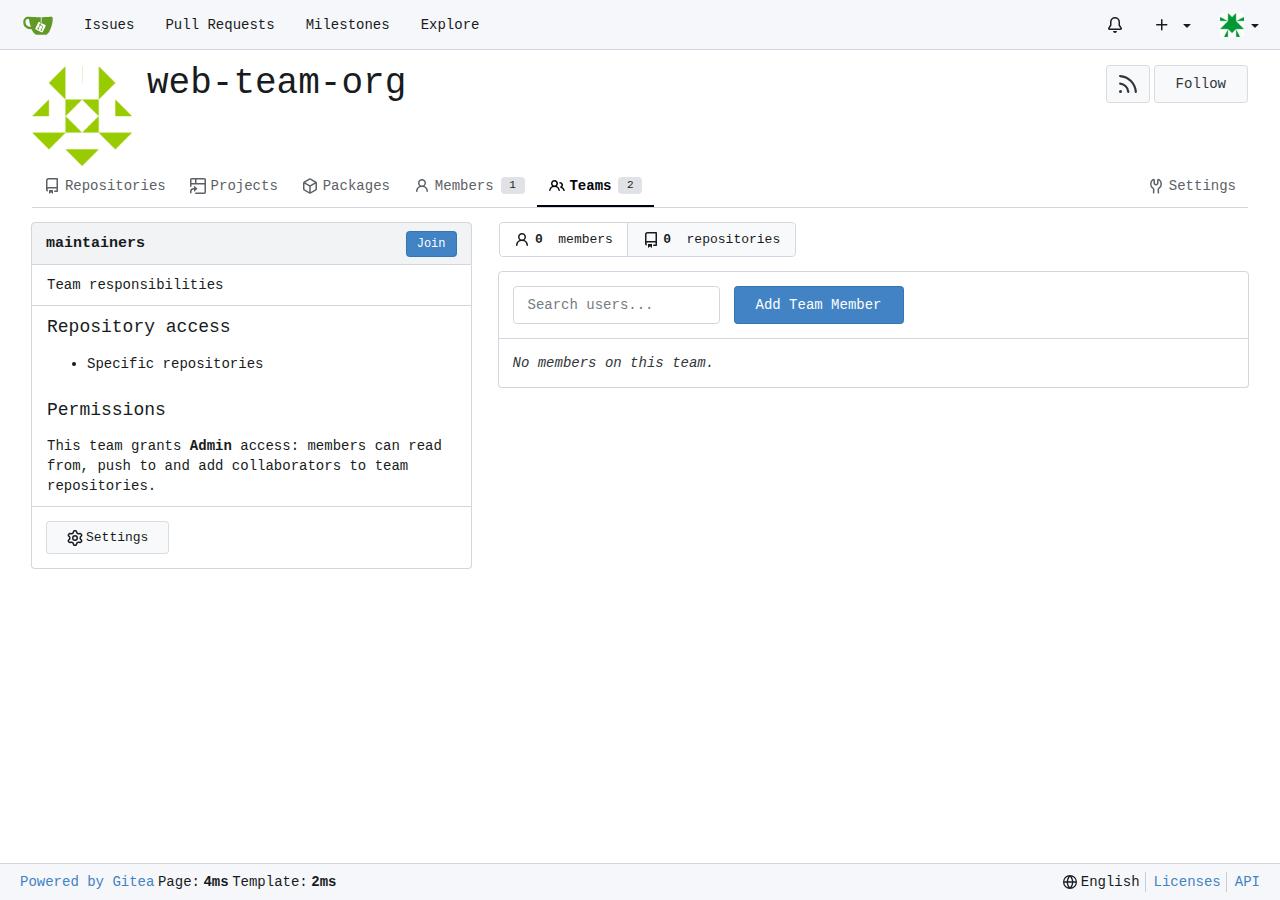 Issues Pull Requests Milestones Explore
web-team-org
Follow
Repositories Projects Packages Members 1 Teams 2 Settings
maintainers Join
Team responsibilities
Repository access
Specific repositories
Permissions
This team grants Admin access: members can read
from, push to and add collaborators to team
repositories.
Settings
0 members 0 repositories
Search users... Add Team Member
No members on this team.
Powered by Gitea Page: 4ms Template: 2ms English Licenses API